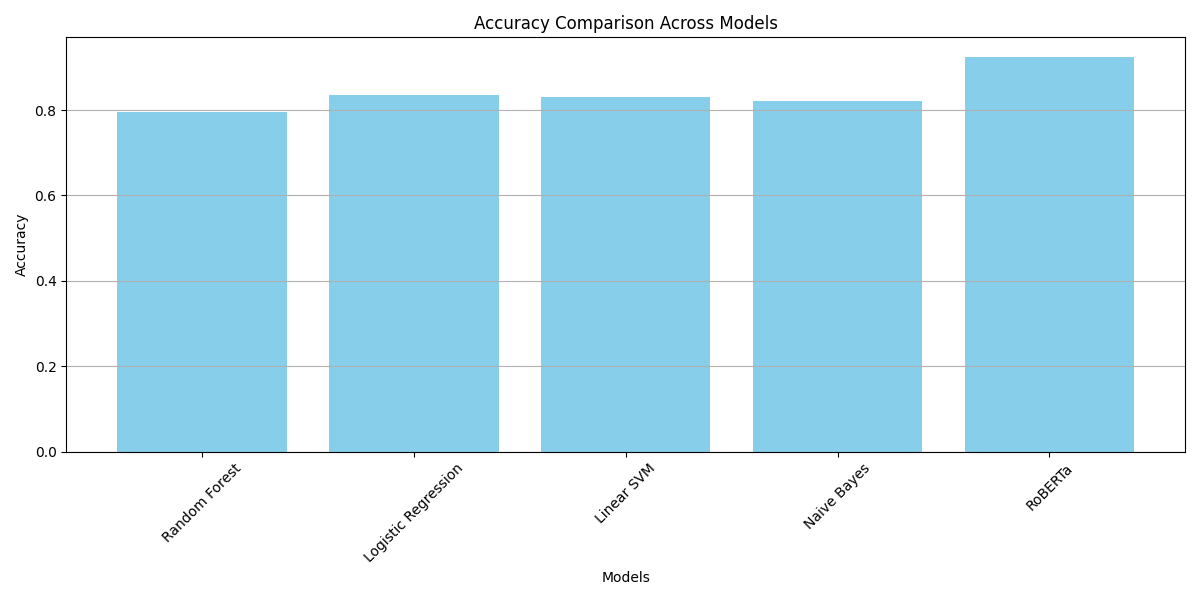 Accuracy Comparison Across Models
Accuracy
0.8
0.6
0.4
0.2
0.0
Random Forest
Logistic Regression
Linear SVM
Naive Bayes
RoBERTa
Models